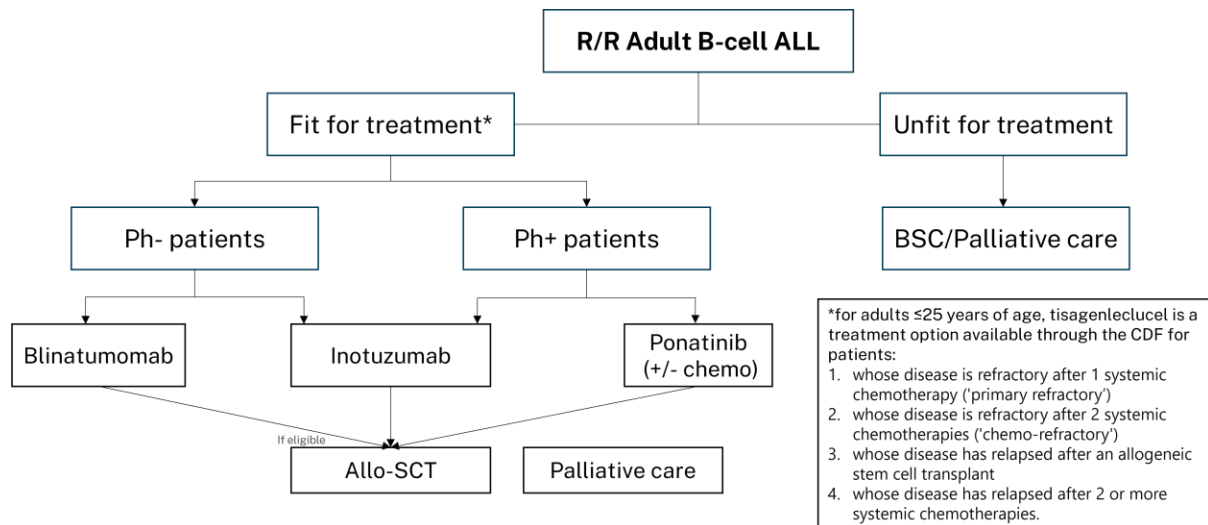 R/R Adult B-cell ALL
Fit for treatment*
Unfit for treatment
Ph- patients
Ph+ patients
BSC/Palliative care
Blinatumomab
Inotuzumab
Ponatinib
(+/- chemo)
If eligible
Allo-SCT
Palliative care
*for adults ≤25 years of age, tisagenleclucel is a
treatment option available through the CDF for
patients:
1. whose disease is refractory after 1 systemic
chemotherapy ('primary refractory')
2. whose disease is refractory after 2 systemic
chemotherapies ('chemo-refractory')
3. whose disease has relapsed after an allogeneic
stem cell transplant
4. whose disease has relapsed after 2 or more
systemic chemotherapies.